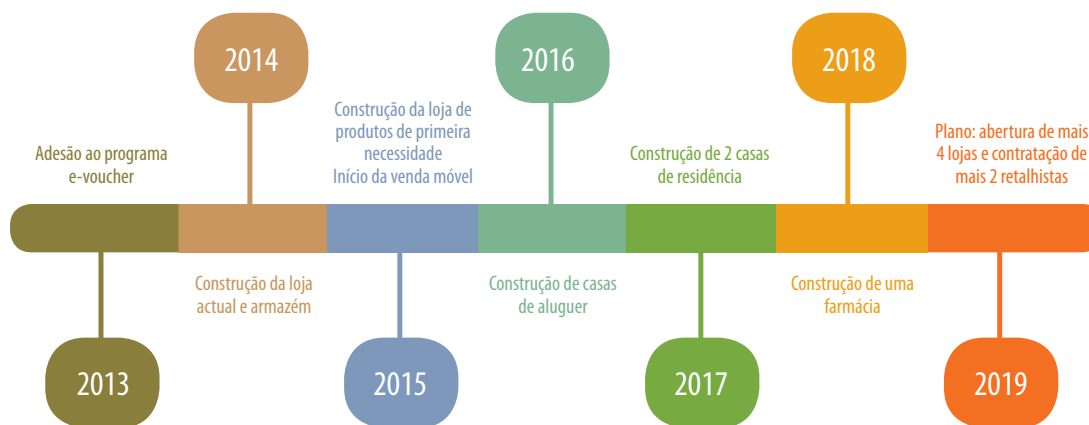 2014
2016
2018
Adesão ao programa
e-voucher
Construção da loja de
produtos de primeira
necessidade
Início da venda móvel
Construção de 2 casas
de residência
Plano: abertura de mais
4 lojas e contratação de
mais 2 retalhistas
Construção da loja
actual e armazém
Construção de casas
de aluguer
Construção de uma
farmácia
2013
2015
2017
2019